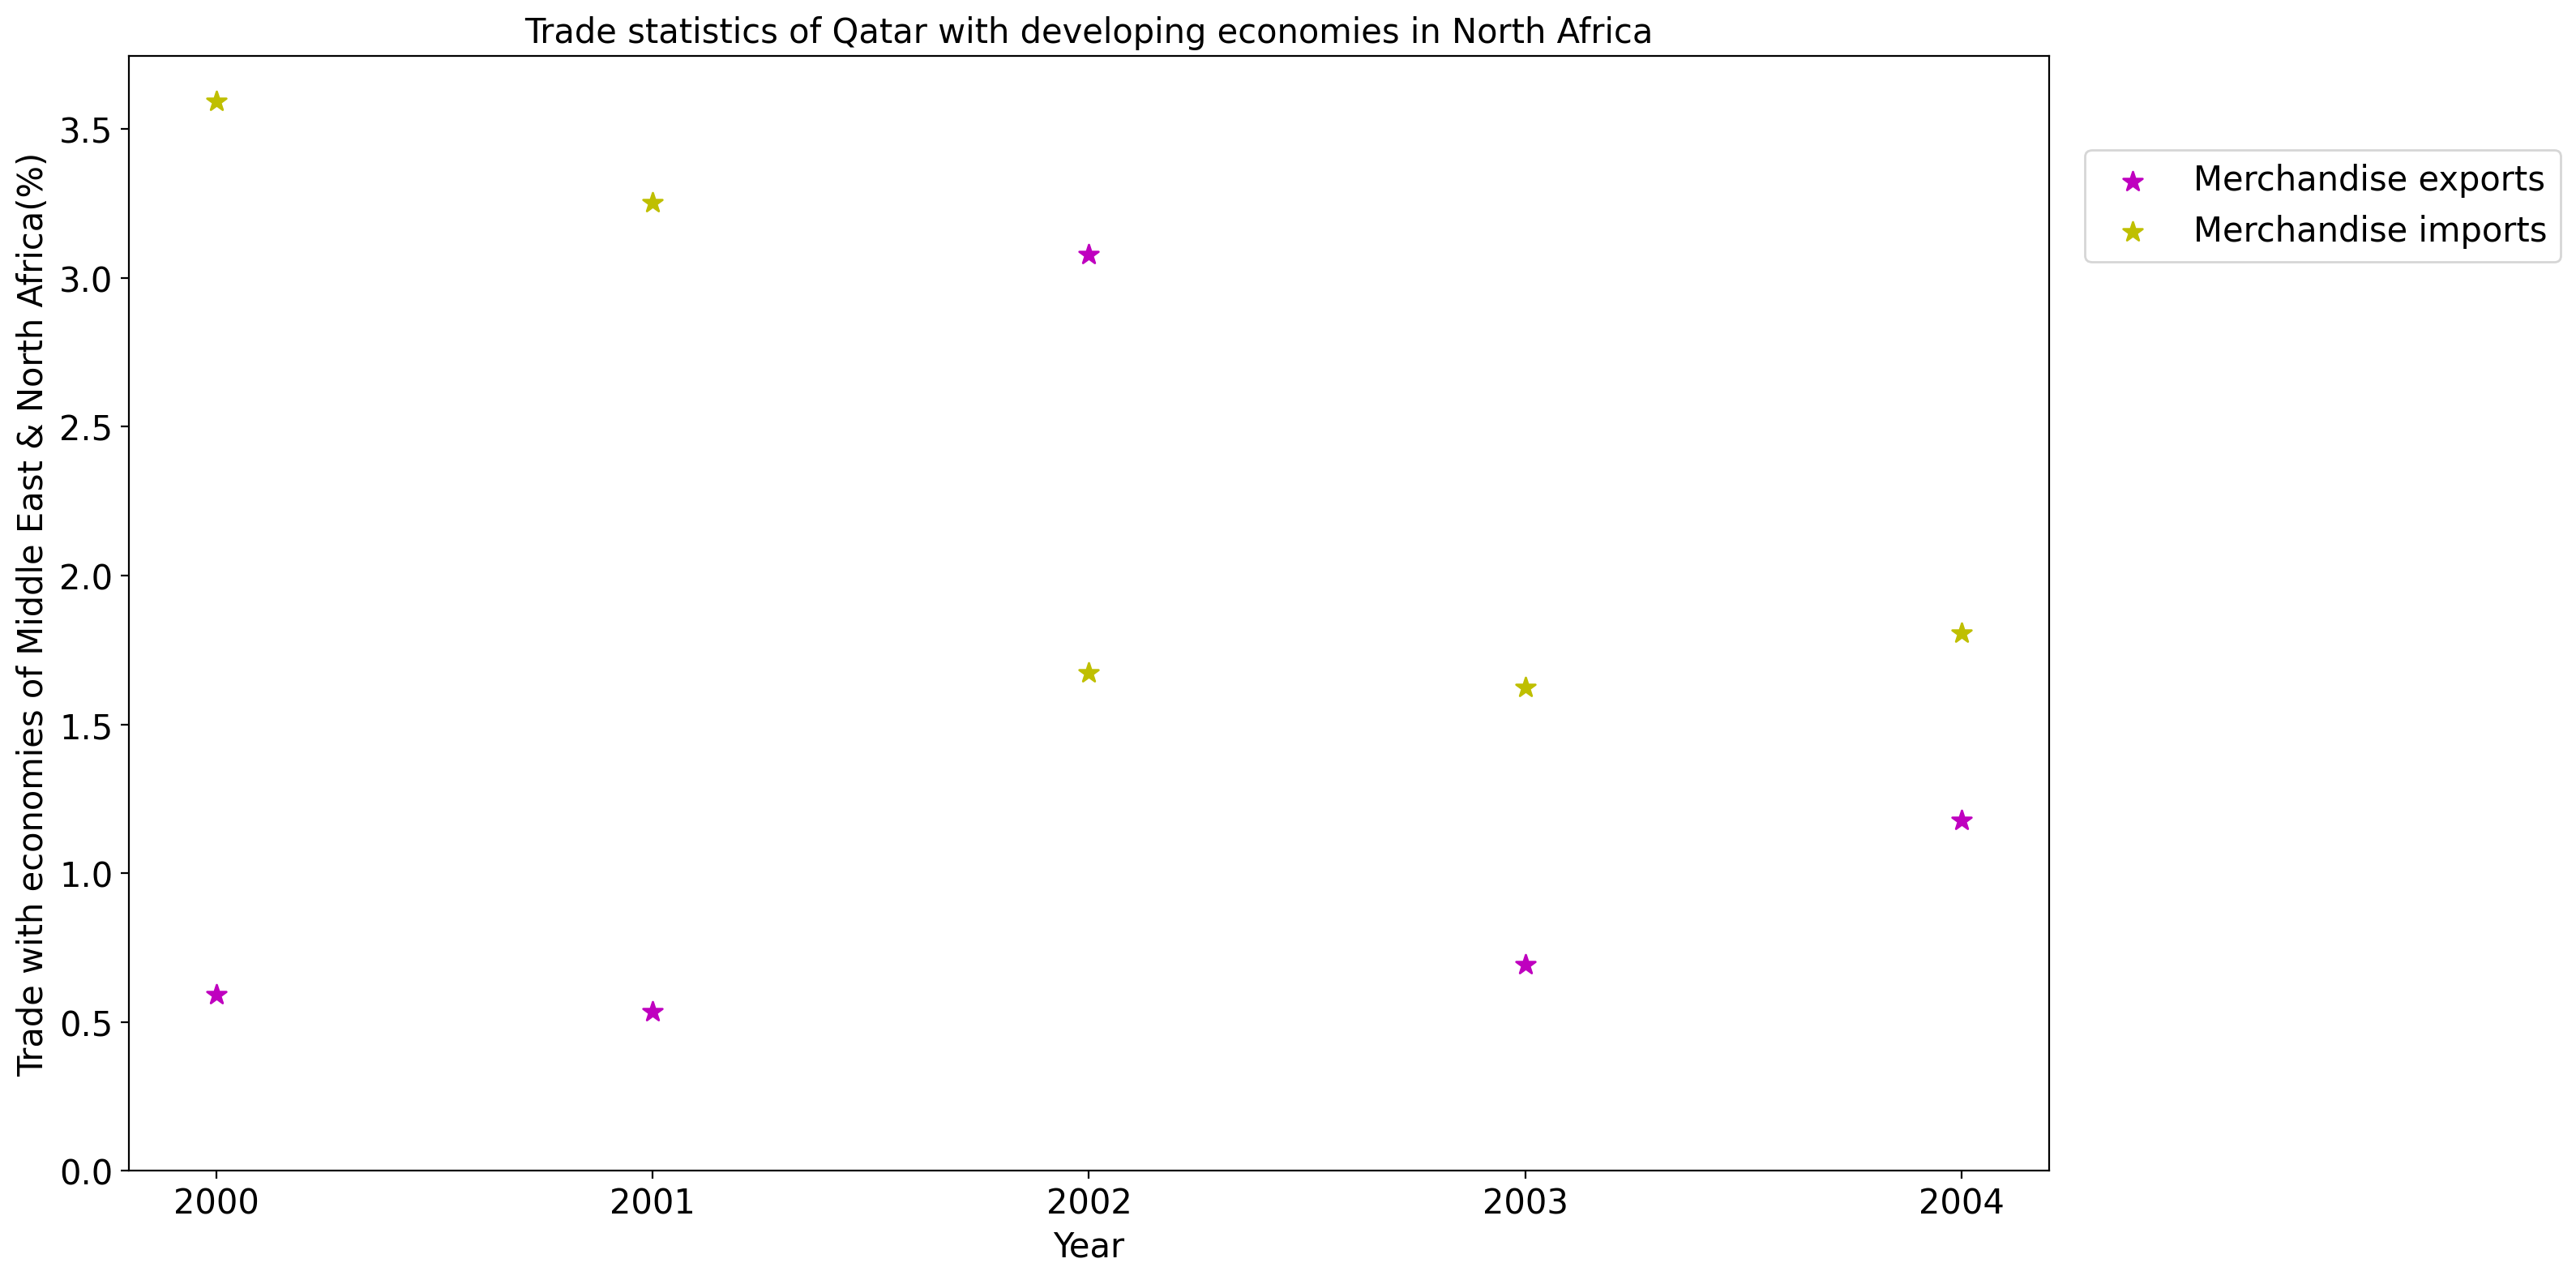 Trade statistics of Qatar with developing economies in North Africa
Trade with economies of Middle East & North Africa(%)
3.5
3.0
2.5
2.0
1.5
1.0
0.5
0.0
2000 2001 2002 2003 2004
Year
Merchandise exports
Merchandise imports